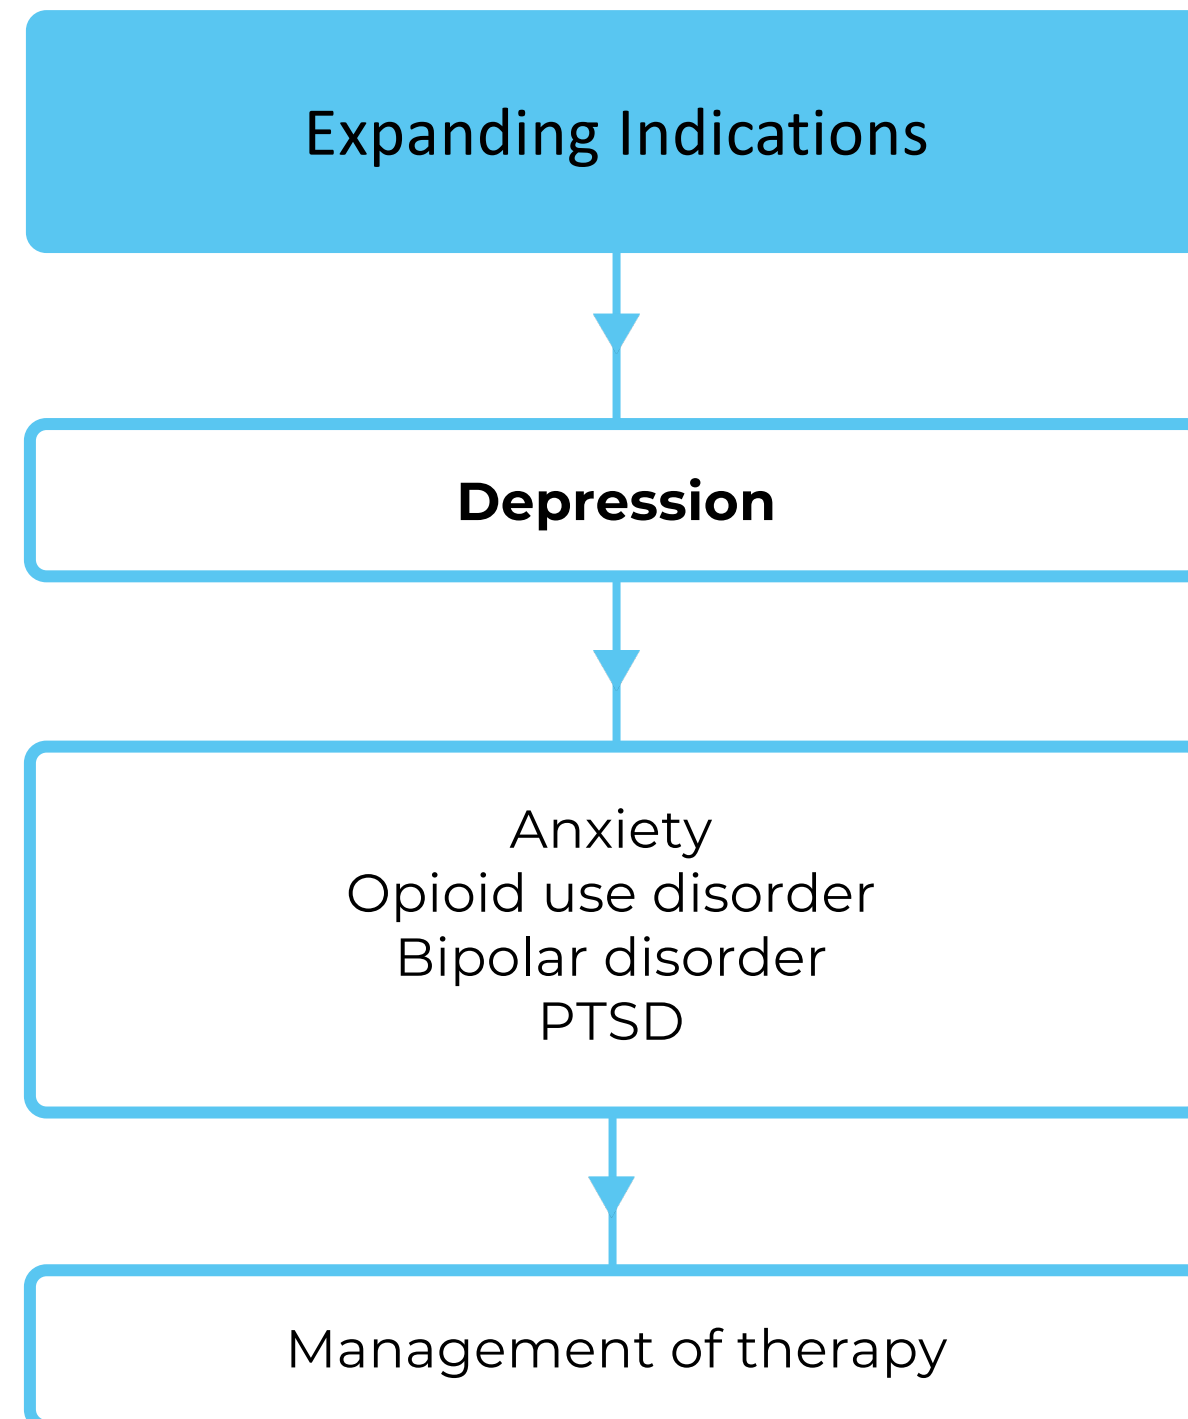 Expanding Indications
Depression
Anxiety
Opioid use disorder
Bipolar disorder
PTSD
Management of therapy